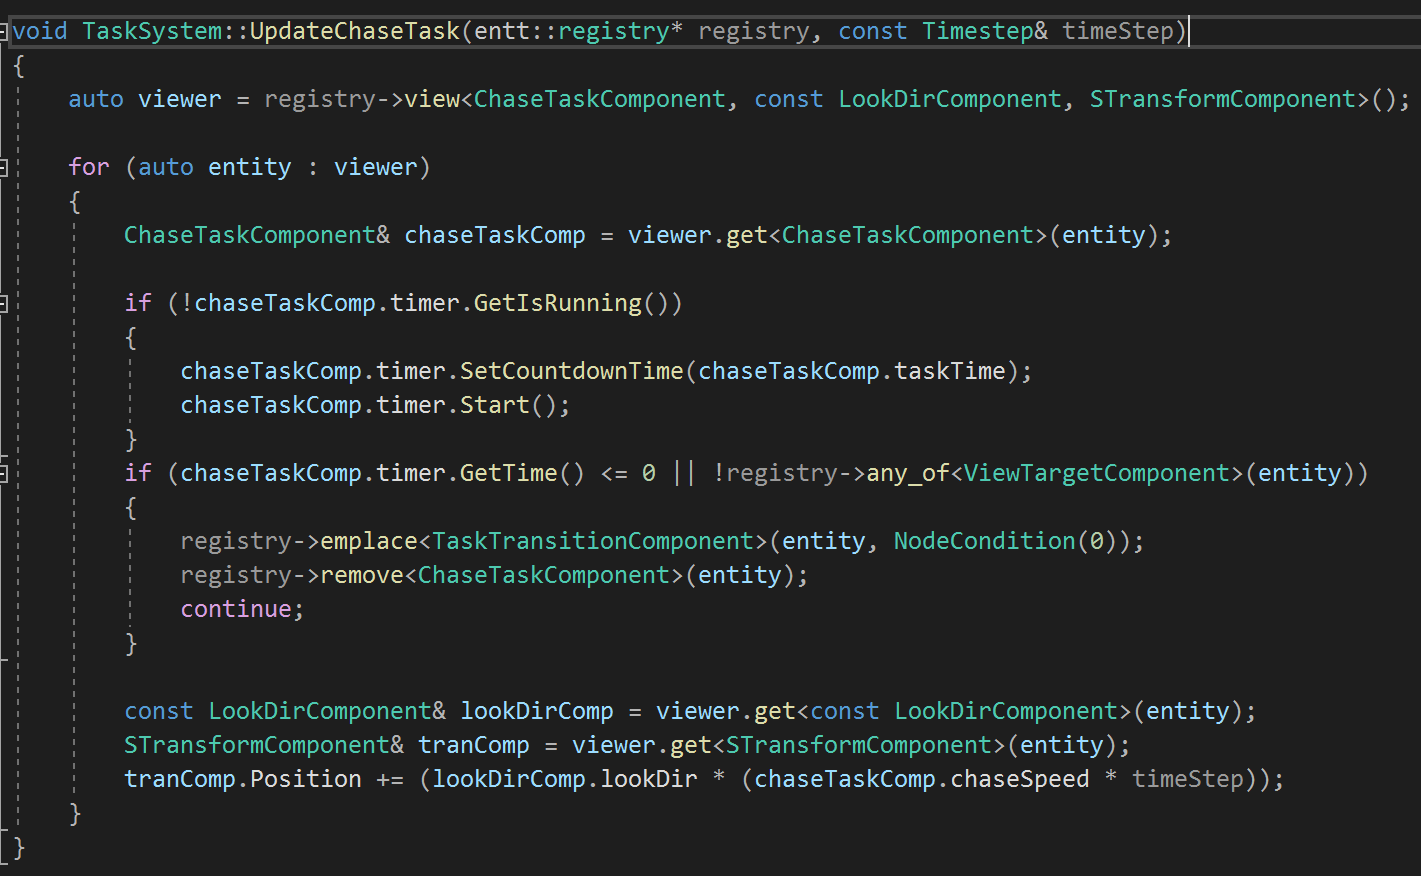 void TaskSystem::UpdateChaseTask(entt::registry* registry, const Timestep& timeStep)
{
    auto viewer = registry->view<ChaseTaskComponent, const LookDirComponent, STransformComponent>();
    for (auto entity : viewer)
    {
        ChaseTaskComponent& chaseTaskComp = viewer.get<ChaseTaskComponent>(entity);
        if (!chaseTaskComp.timer.GetIsRunning())
        {
            chaseTaskComp.timer.SetCountdownTime(chaseTaskComp.taskTime);
            chaseTaskComp.timer.Start();
        }
        if (chaseTaskComp.timer.GetTime() <= 0 || !registry->any_of<ViewTargetComponent>(entity))
        {
            registry->emplace<TaskTransitionComponent>(entity, NodeCondition(0));
            registry->remove<ChaseTaskComponent>(entity);
            continue;
        }
        const LookDirComponent& lookDirComp = viewer.get<const LookDirComponent>(entity);
        STransformComponent& tranComp = viewer.get<STransformComponent>(entity);
        tranComp.Position += (lookDirComp.lookDir * (chaseTaskComp.chaseSpeed * timeStep));
    }
}